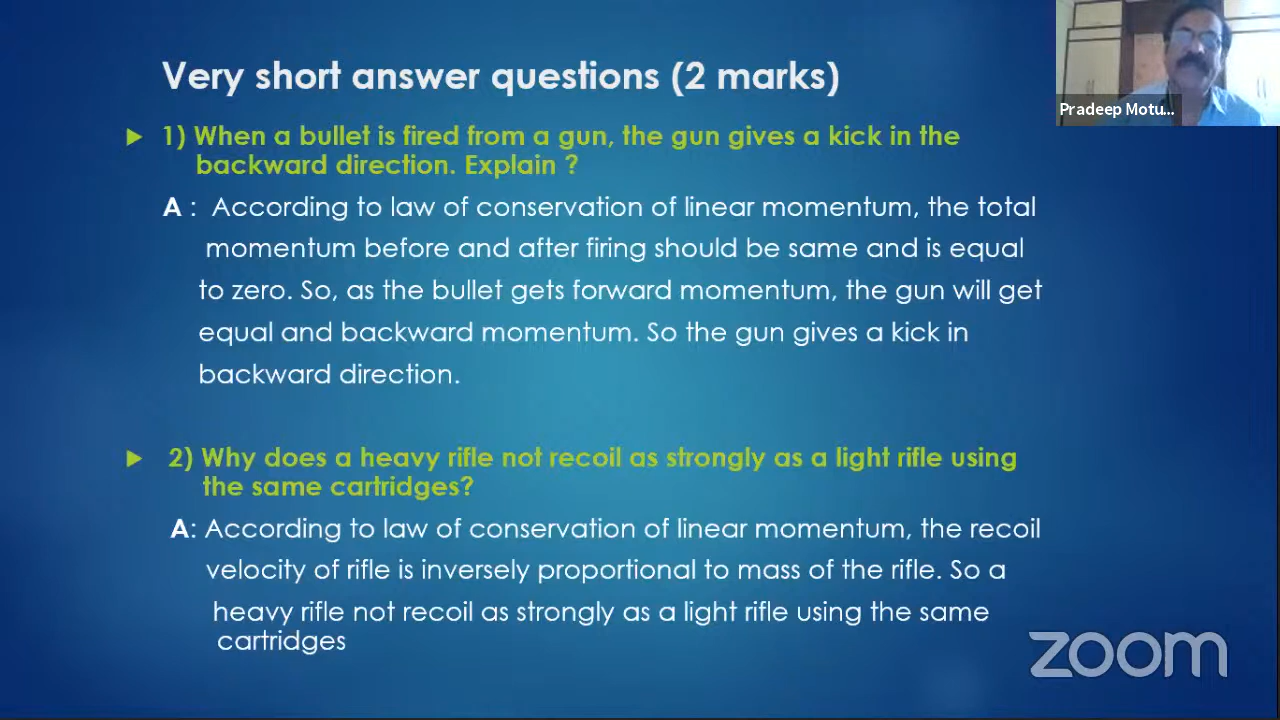 Very short answer questions (2 marks)
1) When a bullet is fired from a gun, the gun gives a kick in the
backward direction. Explain ?
A : According to law of conservation of linear momentum, the total
momentum before and after firing should be same and is equal
to zero. So, as the bullet gets forward momentum, the gun will get
equal and backward momentum. So the gun gives a kick in
backward direction.
2) Why does a heavy rifle not recoil as strongly as a light rifle using
the same cartridges?
A: According to law of conservation of linear momentum, the recoil
velocity of rifle is inversely proportional to mass of the rifle. So a
heavy rifle not recoil as strongly as a light rifle using the same
cartridges
Pradeep Motu...
zoom